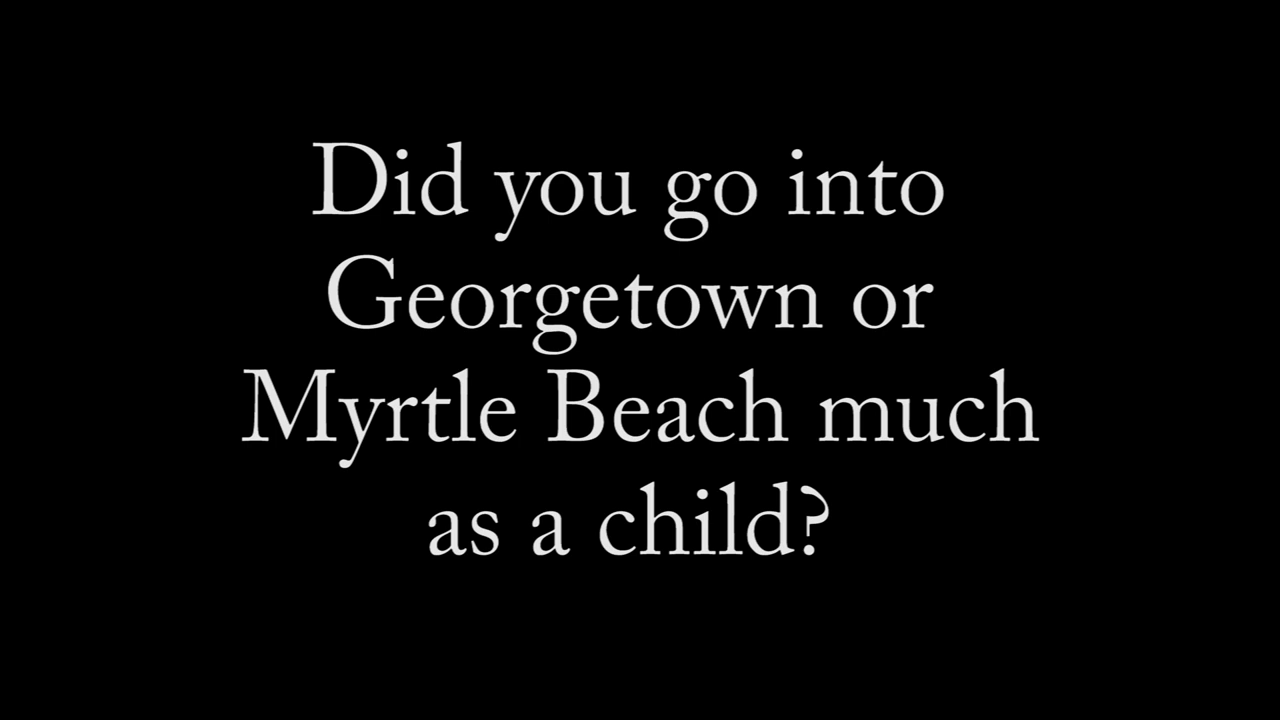 Did you go into
Georgetown or
Myrtle Beach much
as a child?